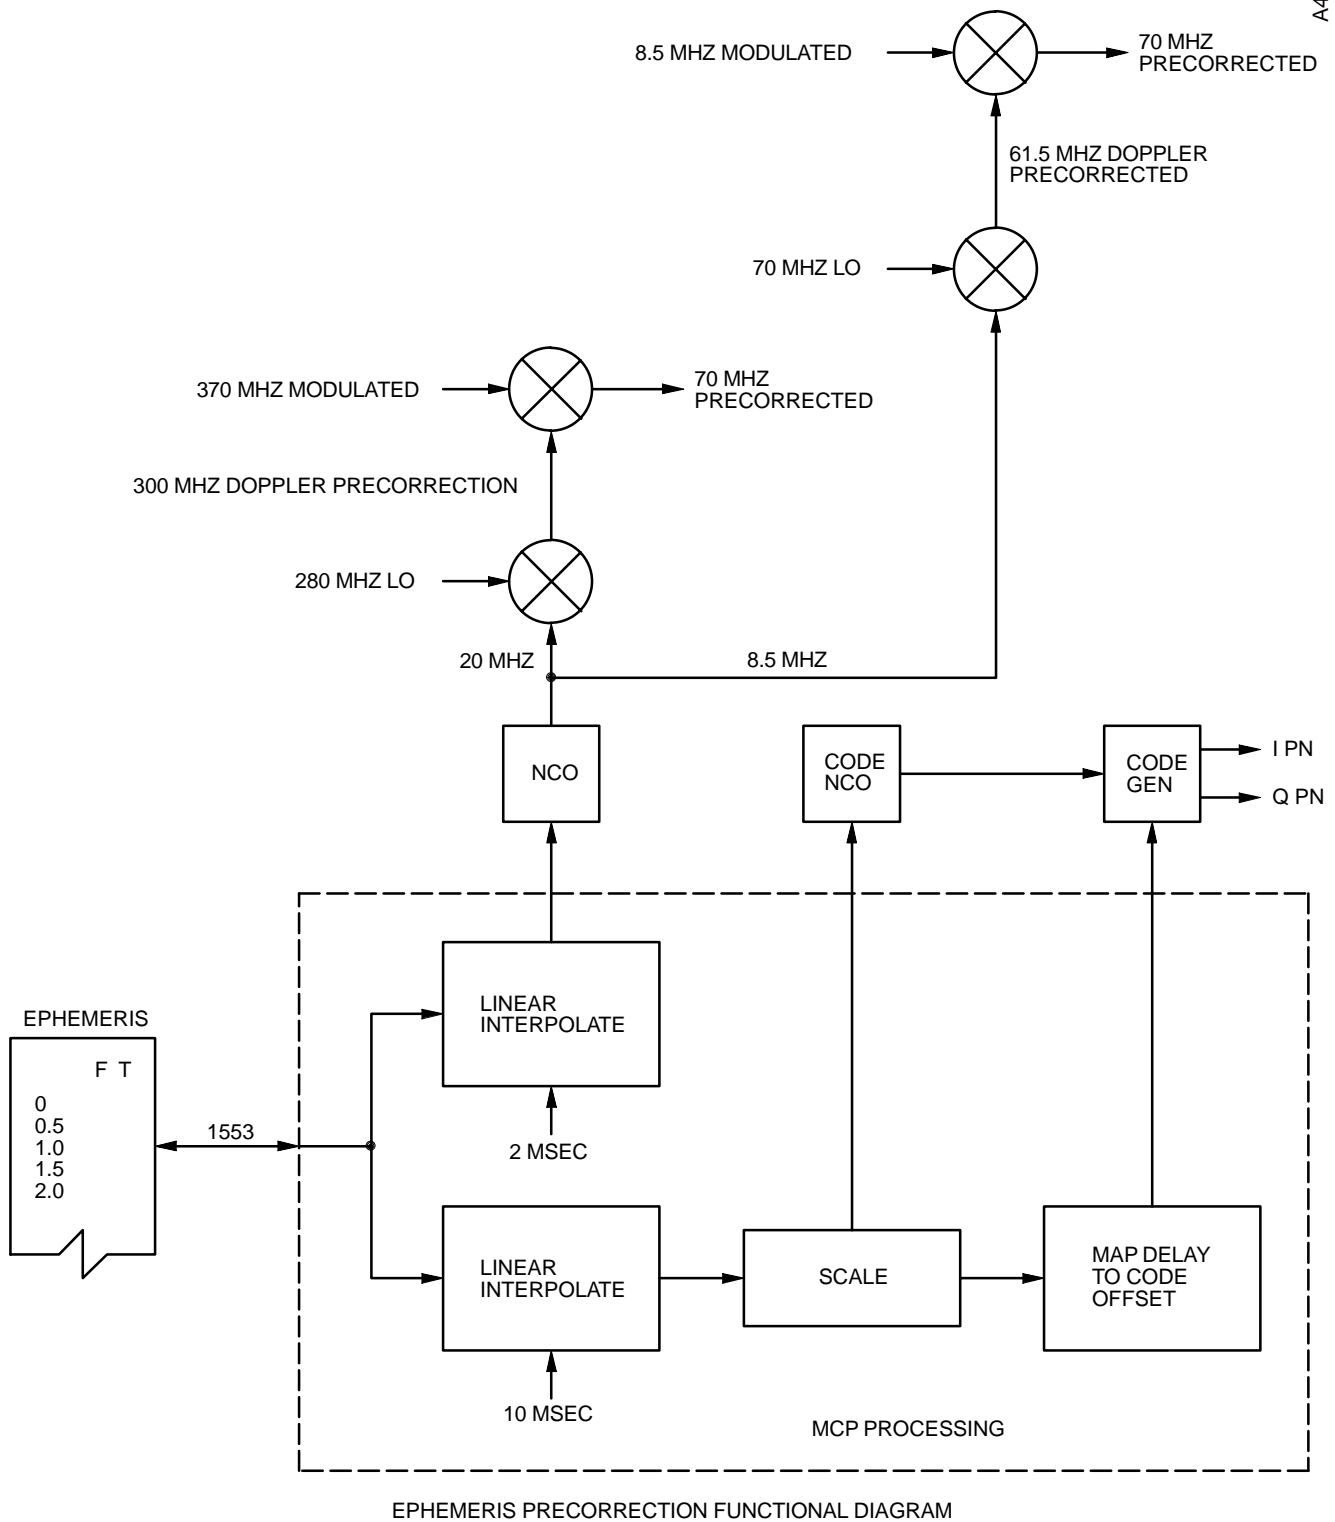 A4
8.5 MHZ MODULATED
70 MHZ
PRECORRECTED
61.5 MHZ DOPPLER
PRECORRECTED
70 MHZ LO
370 MHZ MODULATED
70 MHZ
PRECORRECTED
300 MHZ DOPPLER PRECORRECTION
280 MHZ LO
20 MHZ
8.5 MHZ
NCO
CODE
NCO
CODE
GEN
I PN
Q PN
LINEAR
INTERPOLATE
2 MSEC
EPHEMERIS
F T
0
0.5
1.0
1.5
2.0
1553
LINEAR
INTERPOLATE
10 MSEC
SCALE
MAP DELAY
TO CODE
OFFSET
MCP PROCESSING
EPHEMERIS PRECORRECTION FUNCTIONAL DIAGRAM